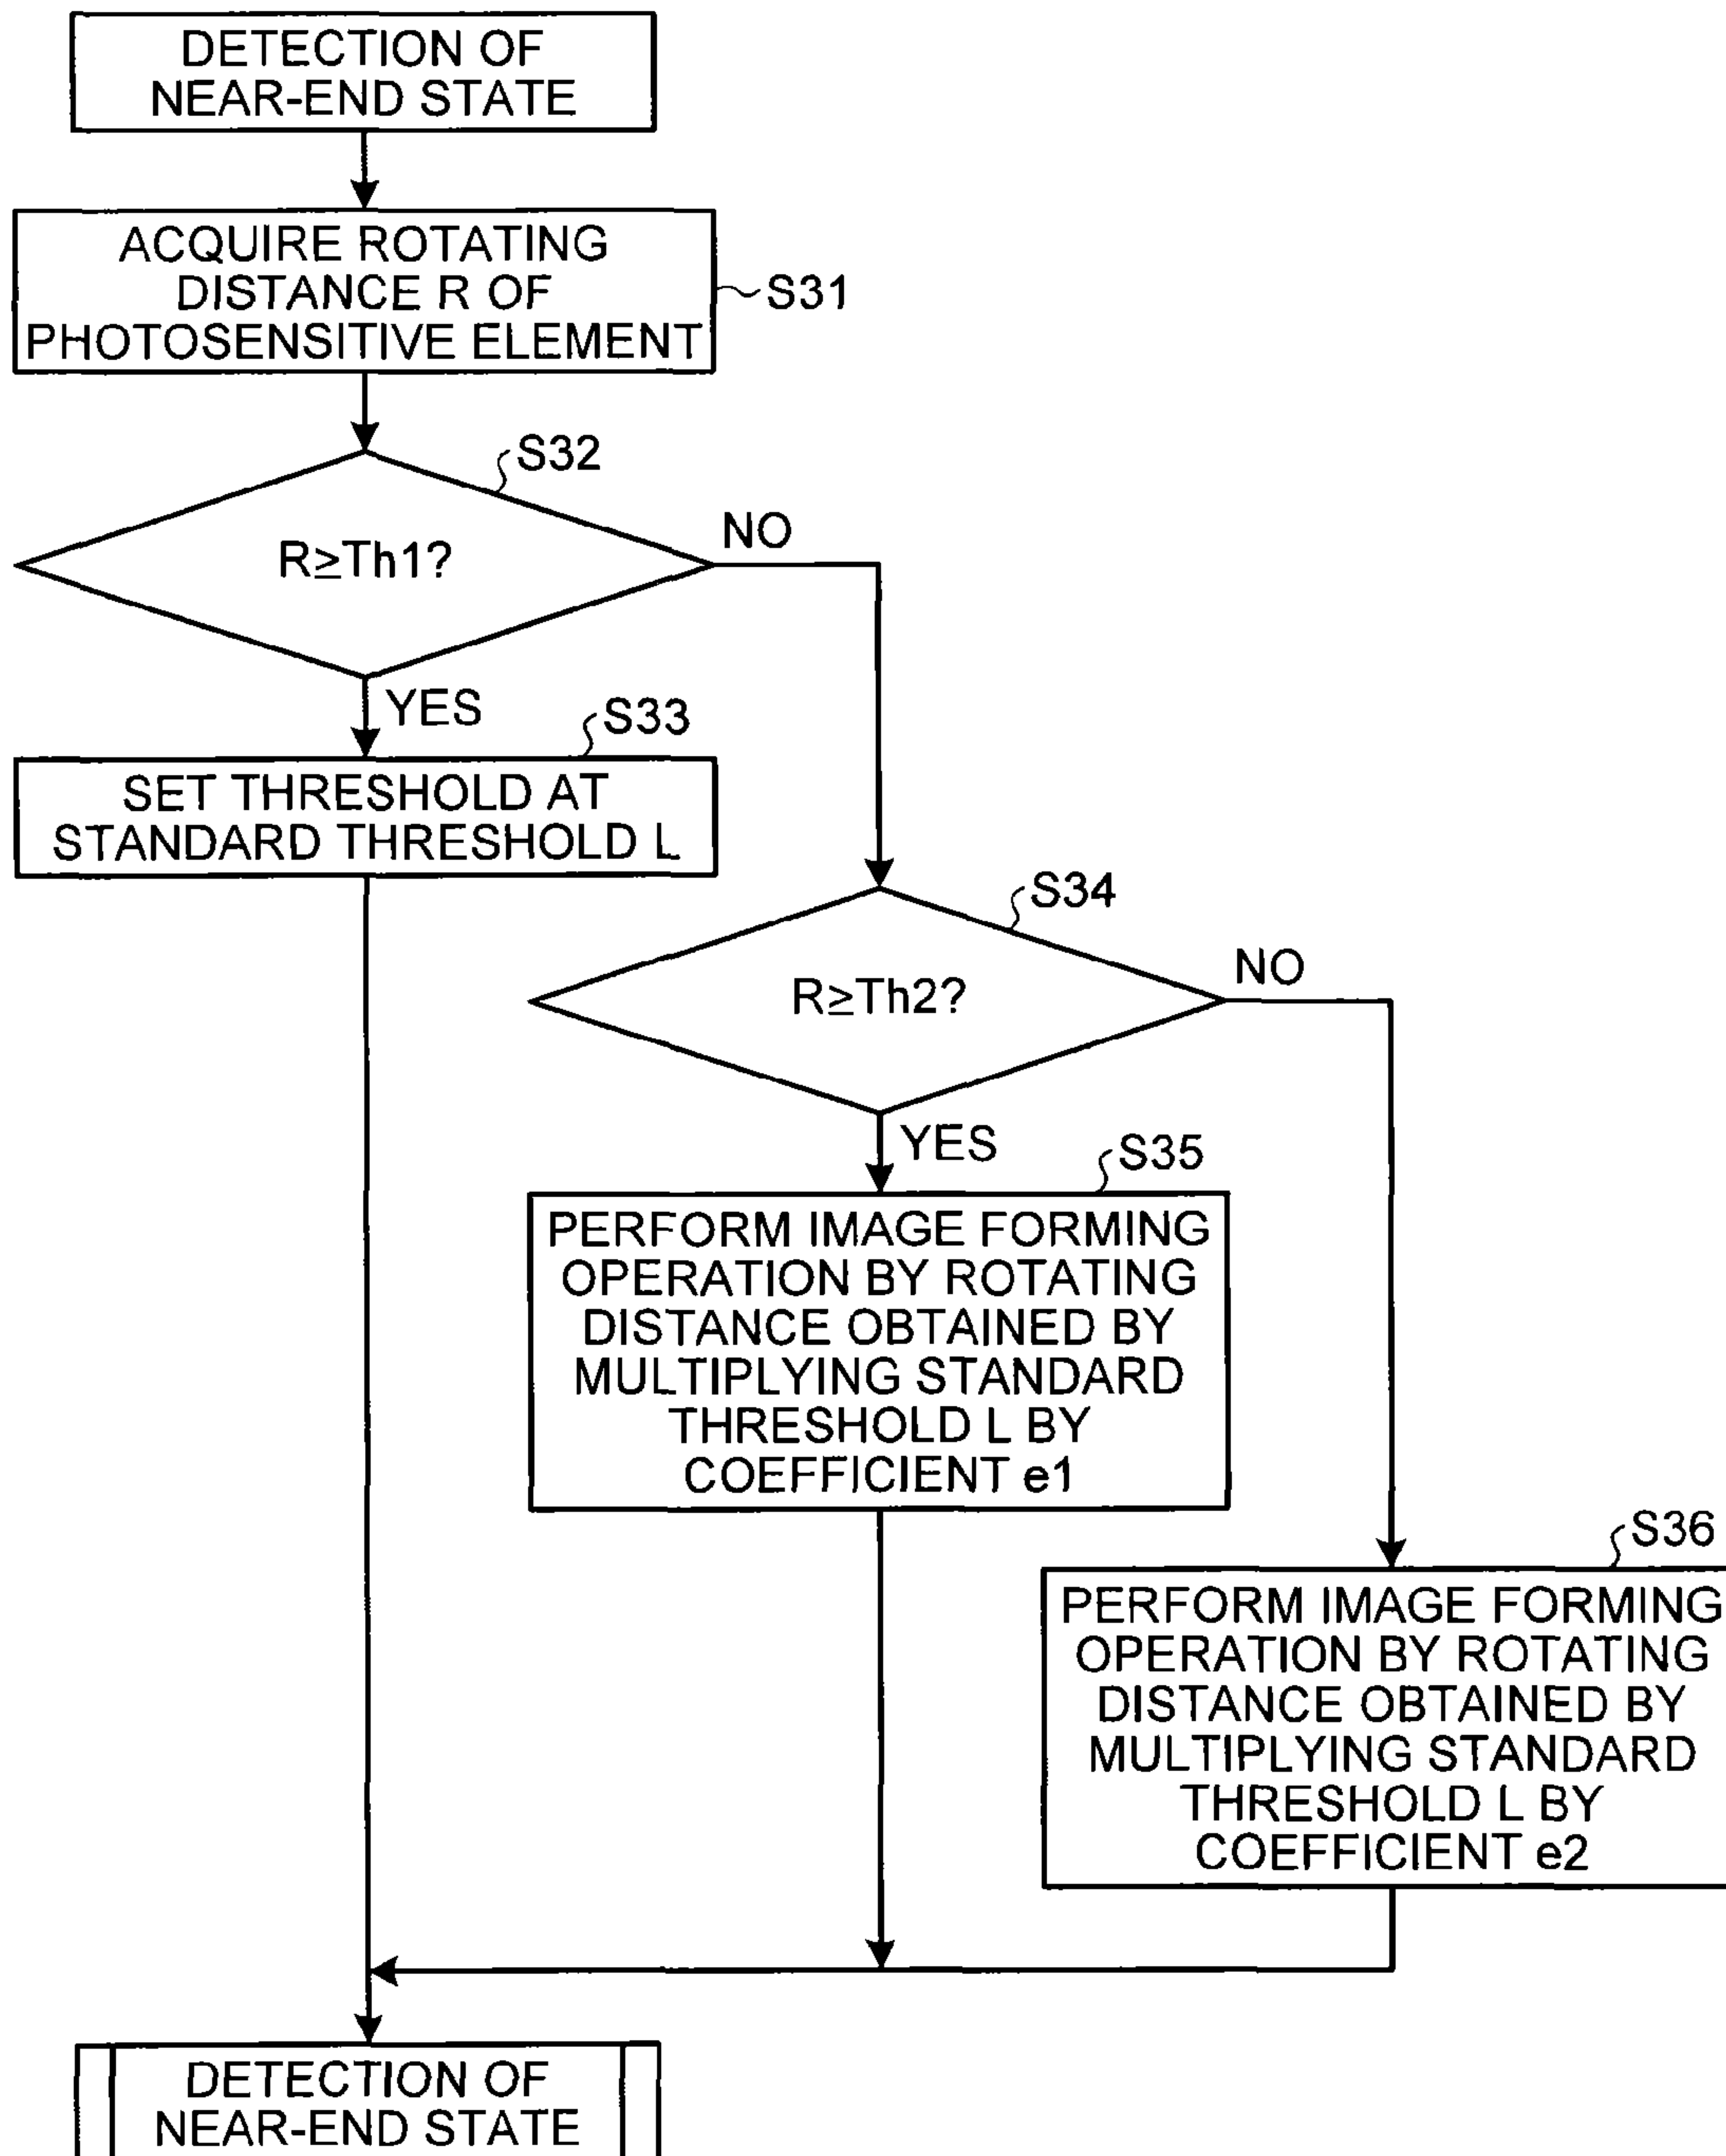 DETECTION OF
NEAR-END STATE
ACQUIRE ROTATING
DISTANCE R OF
PHOTOSENSITIVE ELEMENT
S31
S32
R≥Th1?
NO
YES
S33
SET THRESHOLD AT
STANDARD THRESHOLD L
S34
R≥Th2?
NO
YES
S35
PERFORM IMAGE FORMING
OPERATION BY ROTATING
DISTANCE OBTAINED BY
MULTIPLYING STANDARD
THRESHOLD L BY
COEFFICIENT e1
S36
PERFORM IMAGE FORMING
OPERATION BY ROTATING
DISTANCE OBTAINED BY
MULTIPLYING STANDARD
THRESHOLD L BY
COEFFICIENT e2
DETECTION OF
NEAR-END STATE